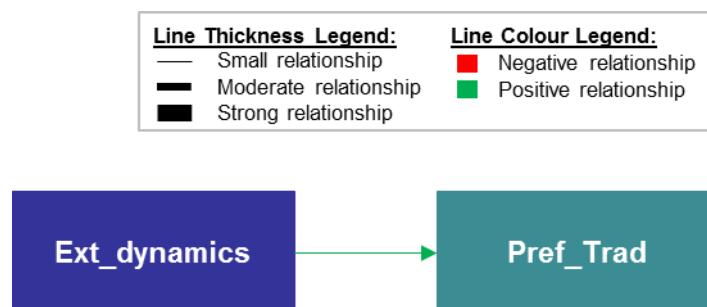 Line Thickness Legend:
Small relationship
Moderate relationship
Strong relationship
Line Colour Legend:
Negative relationship
Positive relationship
Ext_dynamics
Pref_Trad